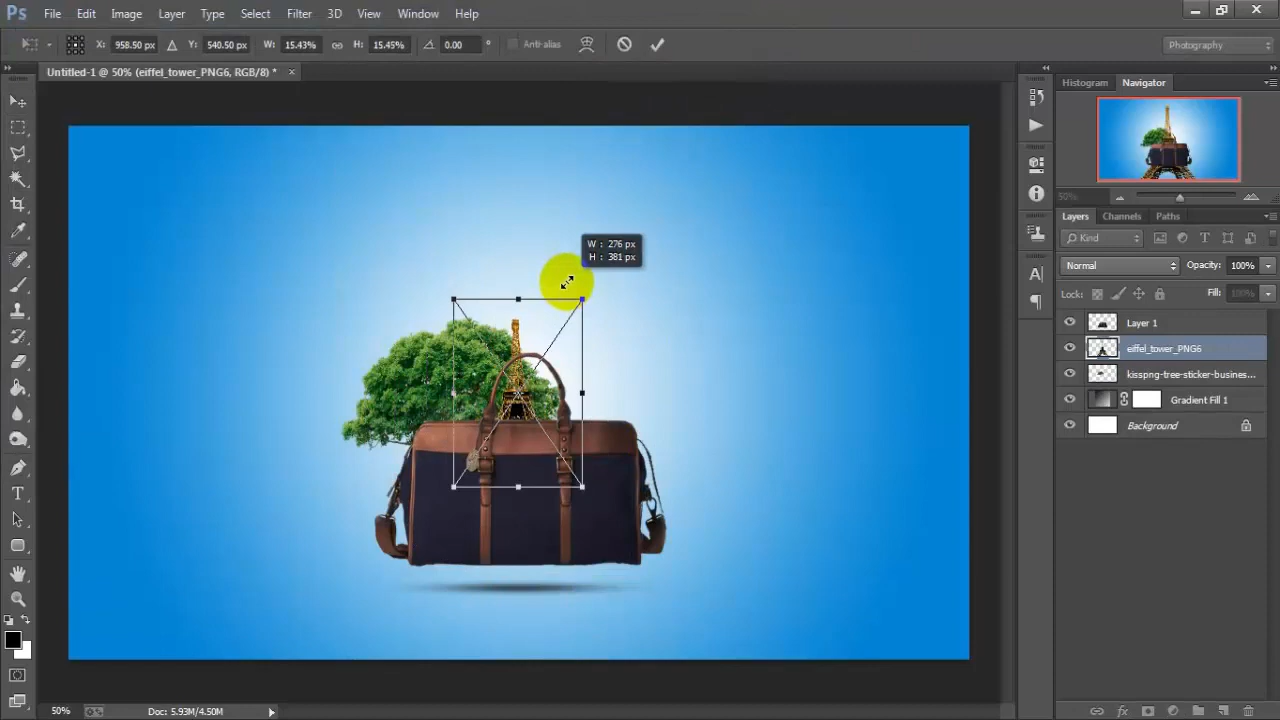 Ps File Edit Image Layer Type Select Filter 3D View Window Help
X: 958.50 px Y: 540.50 px W: 15.43% H: 15.45% 0.00 ° Anti-alias Photography
Untitled-1 @ 50% (eiffel_tower_PNG6, RGB/8) * ×
Histogram Navigator
50%
Layers Channels Paths
Kind
Normal Opacity: 100%
Lock: Fill: 100%
Layer 1
eiffel_tower_PNG6
kisspng-tree-sticker-busines...
Gradient Fill 1
Background
W : 276 px
H : 381 px
50% Doc: 5.93M/4.50M